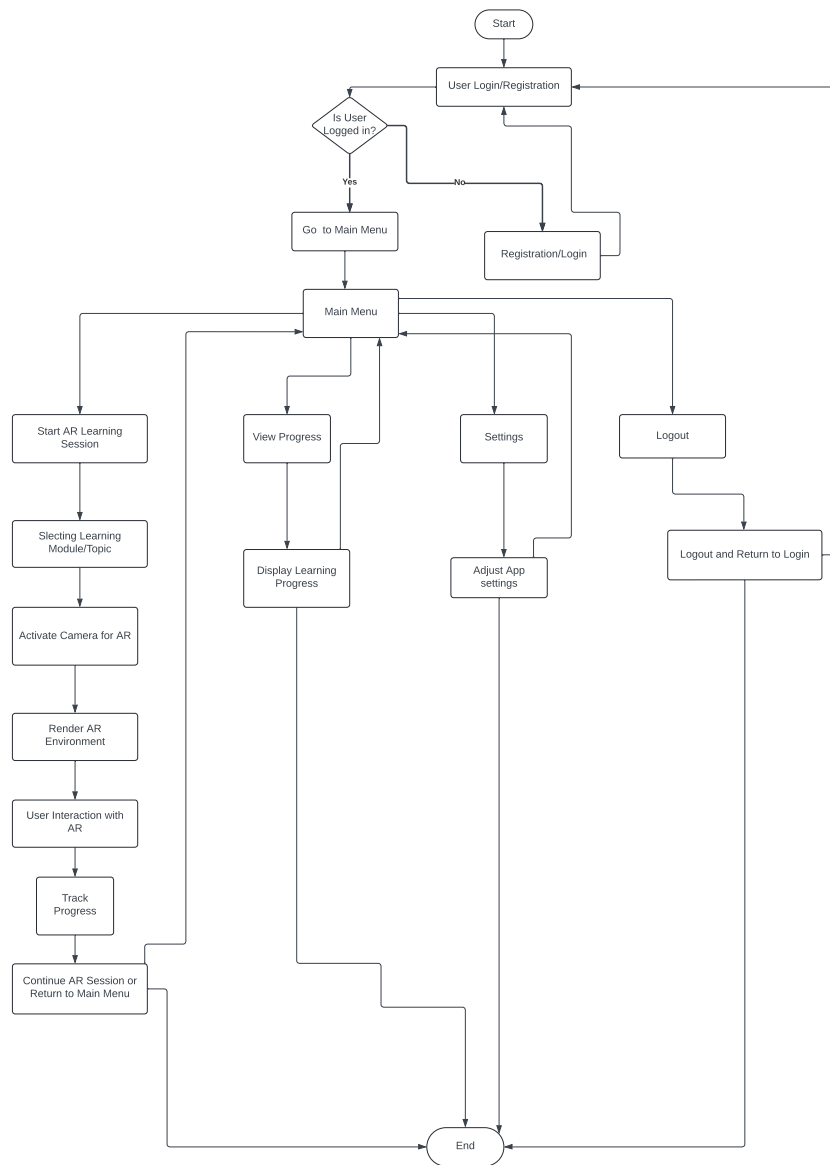 Start
User Login/Registration
Is User
Logged in?
Yes
No
Go  to Main Menu
Registration/Login
Main Menu
Start AR Learning
Session
View Progress
Settings
Logout
Slecting Learning
Module/Topic
Display Learning
Progress
Adjust App
settings
Logout and Return to Login
Activate Camera for AR
Render AR
Environment
User Interaction with
AR
Track
Progress
Continue AR Session or
Return to Main Menu
End